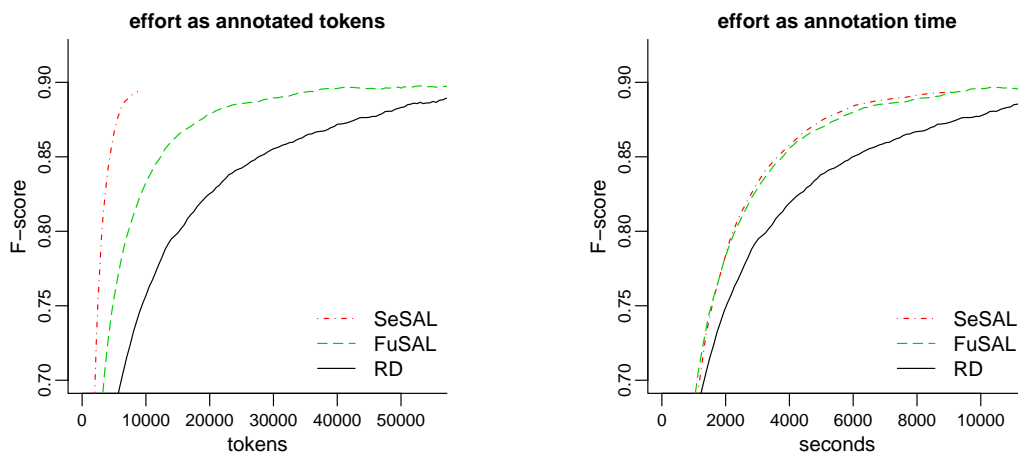 effort as annotated tokens
F−score
0.90
0.85
0.80
0.75
0.70
SeSAL
FuSAL
RD
0 10000 20000 30000 40000 50000
tokens
effort as annotation time
F−score
0.90
0.85
0.80
0.75
0.70
SeSAL
FuSAL
RD
0 2000 4000 6000 8000 10000
seconds